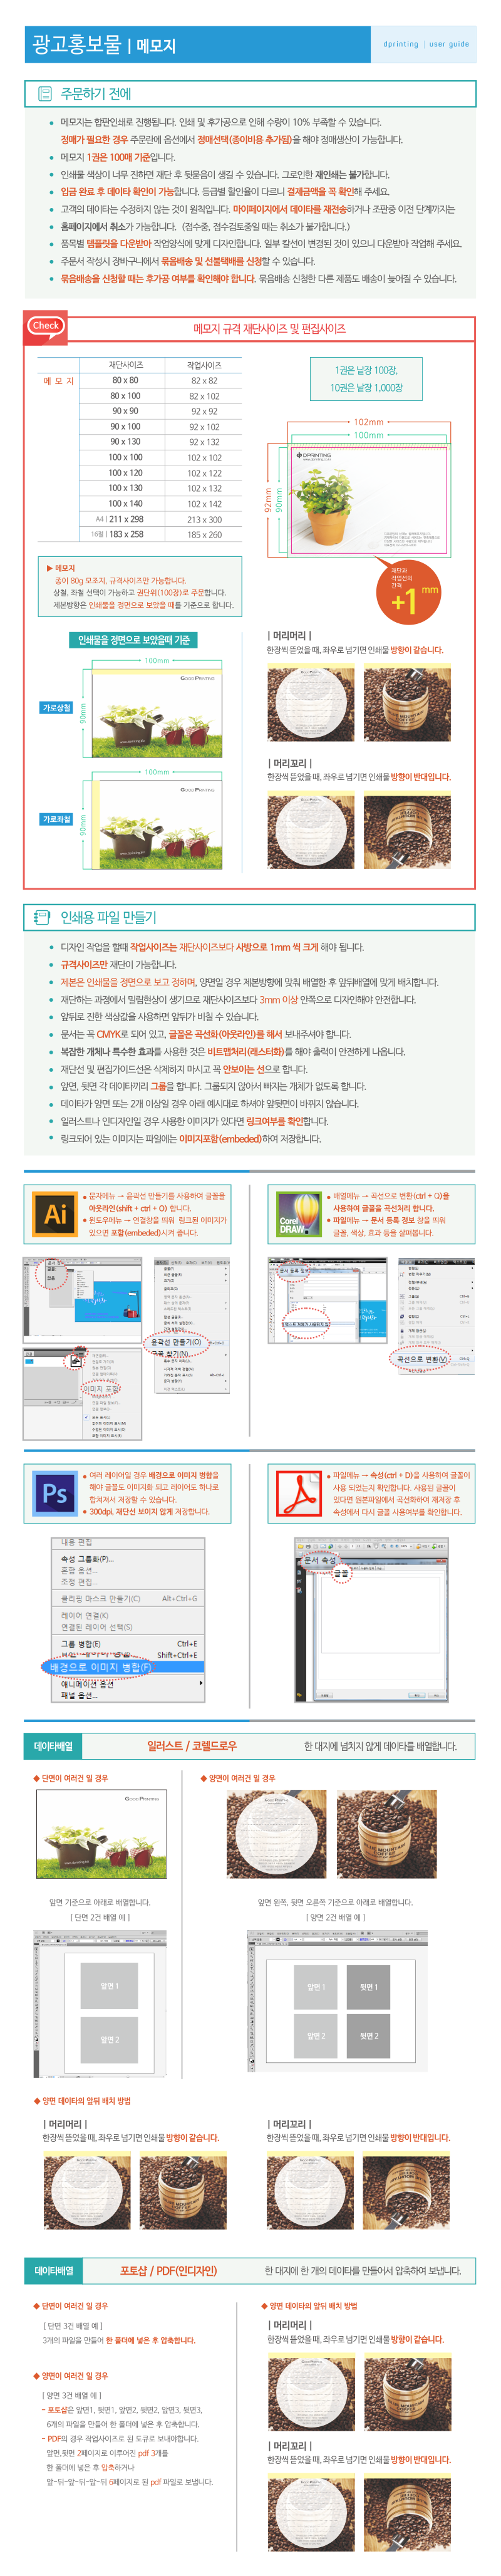 광고홍보물 | 메모지
dprinting | user guide
주문하기 전에
메모지는 합판인쇄로 진행됩니다. 인쇄 및 후가공으로 인해 수량이 10% 부족할 수 있습니다.
정매가 필요한 경우 주문란에 옵션에서 정매선택(종이비용 추가됨)을 해야 정매생산이 가능합니다.
메모지 1권은 100매 기준입니다.
인쇄물 색상이 너무 진하면 재단 후 뒷묻음이 생길 수 있습니다. 그로인한 재인쇄는 불가합니다.
입금 완료 후 데이타 확인이 가능합니다. 등급별 할인율이 다르니 결제금액을 꼭 확인해 주세요.
고객의 데이타는 수정하지 않는 것이 원칙입니다. 마이페이지에서 데이타를 재전송하거나 조판중 이전 단계까지는
홈페이지에서 취소가 가능합니다. (접수중, 접수검토중일 때는 취소가 불가합니다.)
품목별 템플릿을 다운받아 작업양식에 맞게 디자인합니다. 일부 칼선이 변경된 것이 있으니 다운받아 작업해 주세요.
주문서 작성시 장바구니에서 묶음배송 및 선불택배를 신청할 수 있습니다.
묶음배송을 신청할 때는 후가공 여부를 확인해야 합니다. 묶음배송 신청한 다른 제품도 배송이 늦어질 수 있습니다.
Check
메모지 규격 재단사이즈 및 편집사이즈
재단사이즈 작업사이즈
메 모 지 80 x 80 82 x 82
80 x 100 82 x 102
90 x 90 92 x 92
90 x 100 92 x 102
90 x 130 92 x 132
100 x 100 102 x 102
100 x 120 102 x 122
100 x 130 102 x 132
100 x 140 102 x 142
A4 | 211 x 298 213 x 300
16절 | 183 x 258 185 x 260
1권은 낱장 100장,
10권은 낱장 1,000장
102mm
100mm
92mm
90mm
DPRINTING
재단과
작업선의
간격
+1 mm
▶ 메모지
종이 80g 모조지, 규격사이즈만 가능합니다.
상철, 좌철 선택이 가능하고 권단위(100장)로 주문합니다.
제본방향은 인쇄물을 정면으로 보았을 때를 기준으로 합니다.
인쇄물을 정면으로 보았을때 기준
100mm
가로상철
90mm
GOOD PRINTING
100mm
가로좌철
90mm
GOOD PRINTING
| 머리머리 |
한장씩 뜯었을 때, 좌우로 넘기면 인쇄물 방향이 같습니다.
| 머리꼬리 |
한장씩 뜯었을 때, 좌우로 넘기면 인쇄물 방향이 반대입니다.
인쇄용 파일 만들기
디자인 작업을 할때 작업사이즈는 재단사이즈보다 사방으로 1mm 씩 크게 해야 됩니다.
규격사이즈만 재단이 가능합니다.
제본은 인쇄물을 정면으로 보고 정하며, 양면일 경우 제본방향에 맞춰 배열한 후 앞뒤배열에 맞게 배치합니다.
재단하는 과정에서 밀림현상이 생기므로 재단사이즈보다 3mm 이상 안쪽으로 디자인해야 안전합니다.
앞뒤로 진한 색상값을 사용하면 앞뒤가 비칠 수 있습니다.
문서는 꼭 CMYK로 되어 있고, 글꼴은 곡선화(아웃라인)를 해서 보내주셔야 합니다.
복잡한 개체나 특수한 효과를 사용한 것은 비트맵처리(래스터화)를 해야 출력이 안전하게 나옵니다.
재단선 및 편집가이드선은 삭제하지 마시고 꼭 안보이는 선으로 합니다.
앞면, 뒷면 각 데이타끼리 그룹을 합니다. 그룹되지 않아서 빠지는 개체가 없도록 합니다.
데이타가 양면 또는 2개 이상일 경우 아래 예시대로 하셔야 앞뒷면이 바뀌지 않습니다.
일러스트나 인디자인일 경우 사용한 이미지가 있다면 링크여부를 확인합니다.
링크되어 있는 이미지는 파일에는 이미지포함(embeded)하여 저장합니다.
Ai
문자메뉴 → 윤곽선 만들기를 사용하여 글꼴을
아웃라인(shift + ctrl + O) 합니다.
윈도우메뉴 → 연결창을 띄워 링크된 이미지가
있으면 포함(embeded)시켜 줍니다.
Corel
DRAW
배열메뉴 → 곡선으로 변환(ctrl + Q)을
사용하여 글꼴을 곡선처리 합니다.
파일메뉴 → 문서 등록 정보 창을 띄워
글꼴, 색상, 효과 등을 살펴봅니다.
윤곽선 만들기(O)
글꼴 찾기(N)...
이미지 포함
문서 등록 정보
곡선으로 변환(V)
Ps
여러 레이어일 경우 배경으로 이미지 병합을
해야 글꼴도 이미지화 되고 레이어도 하나로
합쳐져서 저장할 수 있습니다.
300dpi, 재단선 보이지 않게 저장합니다.
파일메뉴 → 속성(ctrl + D)을 사용하여 글꼴이
사용 되었는지 확인합니다. 사용된 글꼴이
있다면 원본파일에서 곡선화하여 재저장 후
속성에서 다시 글꼴 사용여부를 확인합니다.
내용 편집
속성 그룹화(P)...
혼합 옵션...
조정 편집...
클리핑 마스크 만들기(C) Alt+Ctrl+G
레이어 연결(K)
연결된 레이어 선택(S)
그룹 병합(E) Ctrl+E
Shift+Ctrl+E
배경으로 이미지 병합(F)
애니메이션 옵션
패널 옵션...
문서 속성
글꼴
데이타배열
일러스트 / 코렐드로우
한 대지에 넘치지 않게 데이타를 배열합니다.
◆ 단면이 여러건 일 경우
GOOD PRINTING
앞면 기준으로 아래로 배열합니다.
[ 단면 2건 배열 예 ]
앞면 1
앞면 2
◆ 양면이 여러건 일 경우
앞면 왼쪽, 뒷면 오른쪽 기준으로 아래로 배열합니다.
[ 양면 2건 배열 예 ]
앞면 1 뒷면 1
앞면 2 뒷면 2
◆ 양면 데이타의 앞뒤 배치 방법
| 머리머리 |
한장씩 뜯었을 때, 좌우로 넘기면 인쇄물 방향이 같습니다.
| 머리꼬리 |
한장씩 뜯었을 때, 좌우로 넘기면 인쇄물 방향이 반대입니다.
데이타배열
포토샵 / PDF(인디자인)
한 대지에 한 개의 데이타를 만들어서 압축하여 보냅니다.
◆ 단면이 여러건 일 경우
[ 단면 3건 배열 예 ]
3개의 파일을 만들어 한 폴더에 넣은 후 압축합니다.
◆ 양면이 여러건 일 경우
[ 양면 3건 배열 예 ]
- 포토샵은 앞면1, 뒷면1, 앞면2, 뒷면2, 앞면3, 뒷면3,
6개의 파일을 만들어 한 폴더에 넣은 후 압축합니다.
- PDF의 경우 작업사이즈로 된 도큐로 보내야합니다.
앞면,뒷면 2페이지로 이루어진 pdf 3개를
한 폴더에 넣은 후 압축하거나
앞-뒤-앞-뒤-앞-뒤 6페이지로 된 pdf 파일로 보냅니다.
◆ 양면 데이타의 앞뒤 배치 방법
| 머리머리 |
한장씩 뜯었을 때, 좌우로 넘기면 인쇄물 방향이 같습니다.
| 머리꼬리 |
한장씩 뜯었을 때, 좌우로 넘기면 인쇄물 방향이 반대입니다.